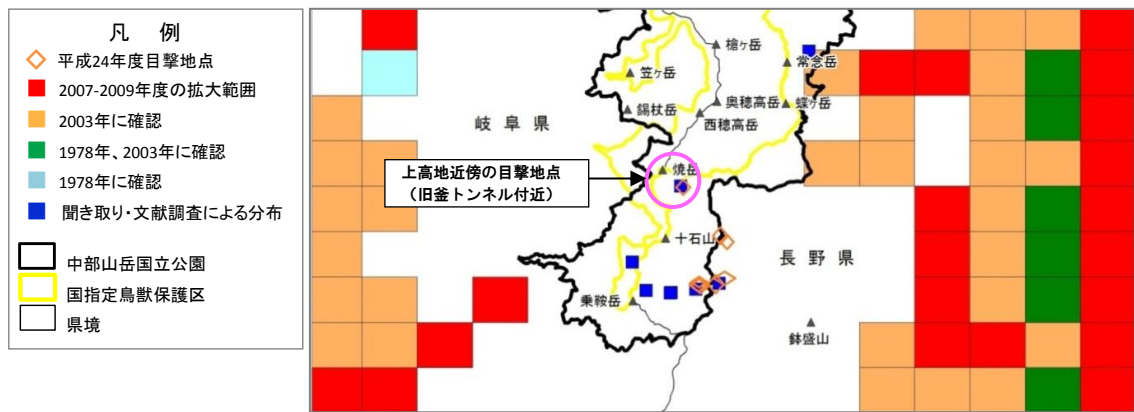 凡 例
平成24年度目撃地点
2007-2009年度の拡大範囲
2003年に確認
1978年、2003年に確認
1978年に確認
聞き取り・文献調査による分布
中部山岳国立公園
国指定鳥獣保護区
県境
槍ヶ岳
常念岳
笠ヶ岳
奥穂高岳
蝶ヶ岳
錫杖岳
西穂高岳
岐阜県
上高地近傍の目撃地点
（旧釜トンネル付近）
焼岳
十石山
長野県
乗鞍岳
鉢盛山